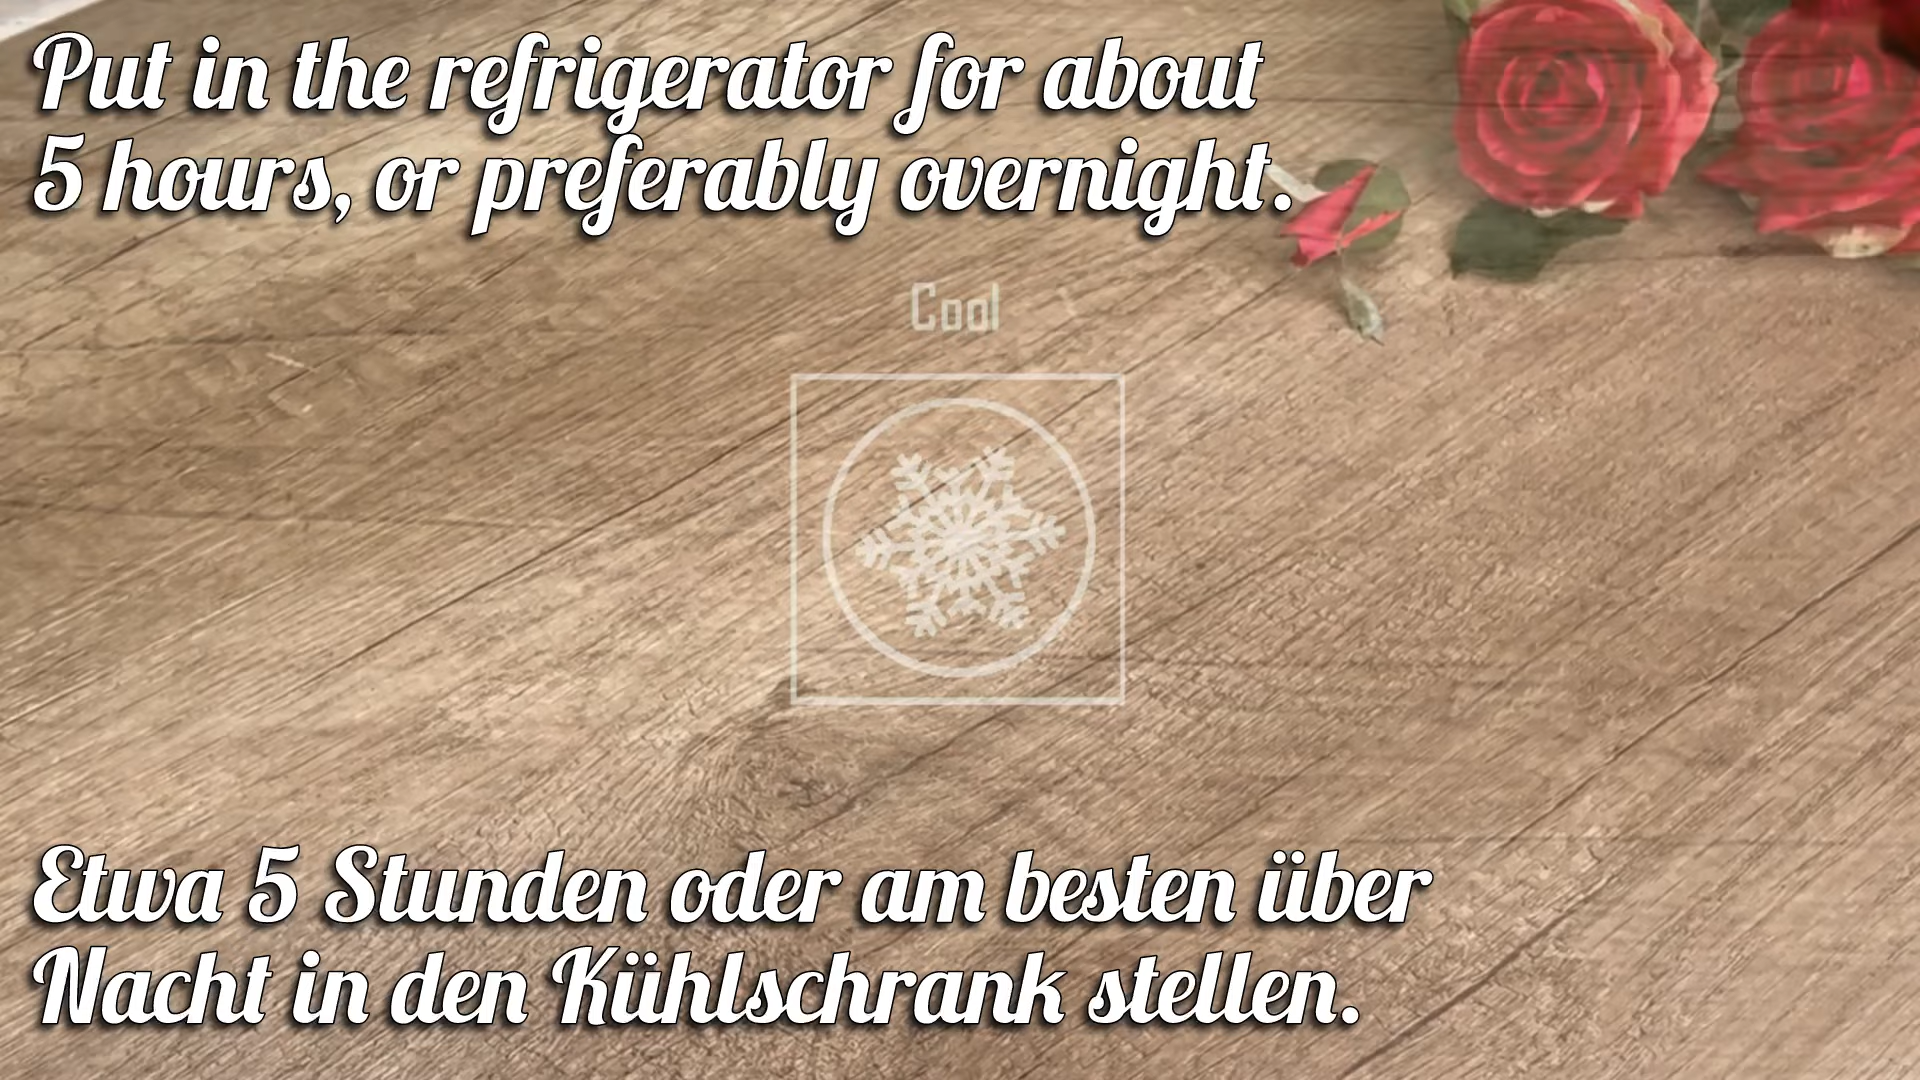 Put in the refrigerator for about
5 hours, or preferably overnight.
Cool
Etwa 5 Stunden oder am besten über
Nacht in den Kühlschrank stellen.